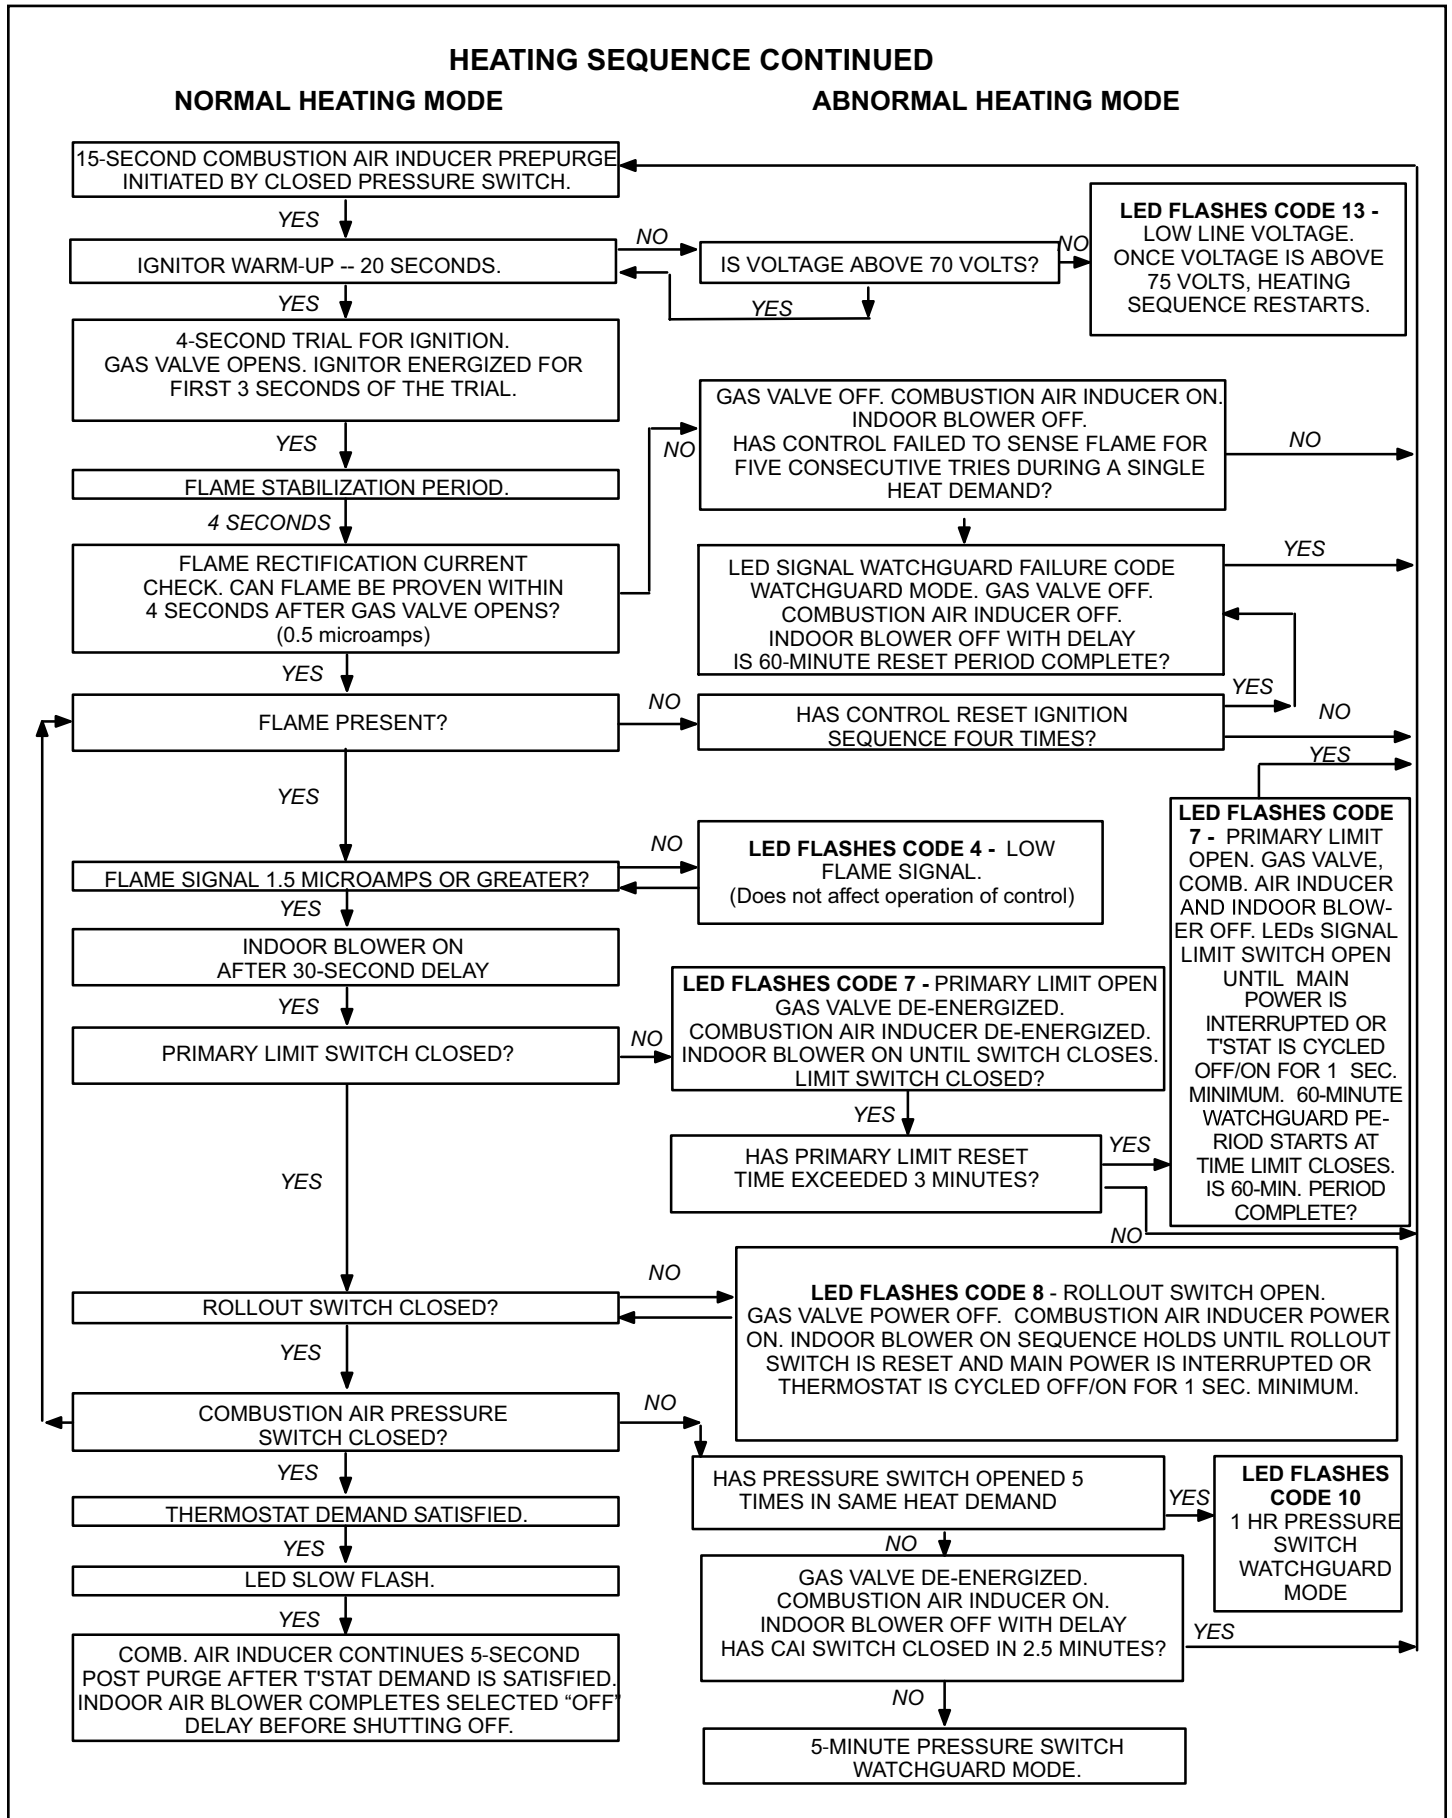 HEATING SEQUENCE CONTINUED
NORMAL HEATING MODE
ABNORMAL HEATING MODE
15-SECOND COMBUSTION AIR INDUCER PREPURGE
INITIATED BY CLOSED PRESSURE SWITCH.
YES
IGNITOR WARM-UP -- 20 SECONDS.
NO
IS VOLTAGE ABOVE 70 VOLTS?
NO
YES
LED FLASHES CODE 13 -
LOW LINE VOLTAGE.
ONCE VOLTAGE IS ABOVE
75 VOLTS, HEATING
SEQUENCE RESTARTS.
YES
4-SECOND TRIAL FOR IGNITION.
GAS VALVE OPENS. IGNITOR ENERGIZED FOR
FIRST 3 SECONDS OF THE TRIAL.
YES
FLAME STABILIZATION PERIOD.
4 SECONDS
FLAME RECTIFICATION CURRENT
CHECK. CAN FLAME BE PROVEN WITHIN
4 SECONDS AFTER GAS VALVE OPENS?
(0.5 microamps)
NO
GAS VALVE OFF. COMBUSTION AIR INDUCER ON.
INDOOR BLOWER OFF.
HAS CONTROL FAILED TO SENSE FLAME FOR
FIVE CONSECUTIVE TRIES DURING A SINGLE
HEAT DEMAND?
NO
LED SIGNAL WATCHGUARD FAILURE CODE
WATCHGUARD MODE. GAS VALVE OFF.
COMBUSTION AIR INDUCER OFF.
INDOOR BLOWER OFF WITH DELAY
IS 60-MINUTE RESET PERIOD COMPLETE?
YES
YES
FLAME PRESENT?
NO
HAS CONTROL RESET IGNITION
SEQUENCE FOUR TIMES?
YES
NO
YES
FLAME SIGNAL 1.5 MICROAMPS OR GREATER?
NO
LED FLASHES CODE 4 - LOW
FLAME SIGNAL.
(Does not affect operation of control)
YES
LED FLASHES CODE
7 - PRIMARY LIMIT
OPEN. GAS VALVE,
COMB. AIR INDUCER
AND INDOOR BLOW-
ER OFF. LEDs SIGNAL
LIMIT SWITCH OPEN
UNTIL MAIN
POWER IS
INTERRUPTED OR
T'STAT IS CYCLED
OFF/ON FOR 1 SEC.
MINIMUM. 60-MINUTE
WATCHGUARD PE-
RIOD STARTS AT
TIME LIMIT CLOSES.
IS 60-MIN. PERIOD
COMPLETE?
YES
INDOOR BLOWER ON
AFTER 30-SECOND DELAY
YES
PRIMARY LIMIT SWITCH CLOSED?
NO
LED FLASHES CODE 7 - PRIMARY LIMIT OPEN
GAS VALVE DE-ENERGIZED.
COMBUSTION AIR INDUCER DE-ENERGIZED.
INDOOR BLOWER ON UNTIL SWITCH CLOSES.
LIMIT SWITCH CLOSED?
YES
HAS PRIMARY LIMIT RESET
TIME EXCEEDED 3 MINUTES?
YES
NO
YES
ROLLOUT SWITCH CLOSED?
NO
LED FLASHES CODE 8 - ROLLOUT SWITCH OPEN.
GAS VALVE POWER OFF. COMBUSTION AIR INDUCER POWER
ON. INDOOR BLOWER ON SEQUENCE HOLDS UNTIL ROLLOUT
SWITCH IS RESET AND MAIN POWER IS INTERRUPTED OR
THERMOSTAT IS CYCLED OFF/ON FOR 1 SEC. MINIMUM.
YES
COMBUSTION AIR PRESSURE
SWITCH CLOSED?
NO
HAS PRESSURE SWITCH OPENED 5
TIMES IN SAME HEAT DEMAND
YES
LED FLASHES
CODE 10
1 HR PRESSURE
SWITCH
WATCHGUARD
MODE
YES
THERMOSTAT DEMAND SATISFIED.
YES
LED SLOW FLASH.
YES
COMB. AIR INDUCER CONTINUES 5-SECOND
POST PURGE AFTER T'STAT DEMAND IS SATISFIED.
INDOOR AIR BLOWER COMPLETES SELECTED “OFF”
DELAY BEFORE SHUTTING OFF.
NO
GAS VALVE DE-ENERGIZED.
COMBUSTION AIR INDUCER ON.
INDOOR BLOWER OFF WITH DELAY
HAS CAI SWITCH CLOSED IN 2.5 MINUTES?
YES
NO
5-MINUTE PRESSURE SWITCH
WATCHGUARD MODE.